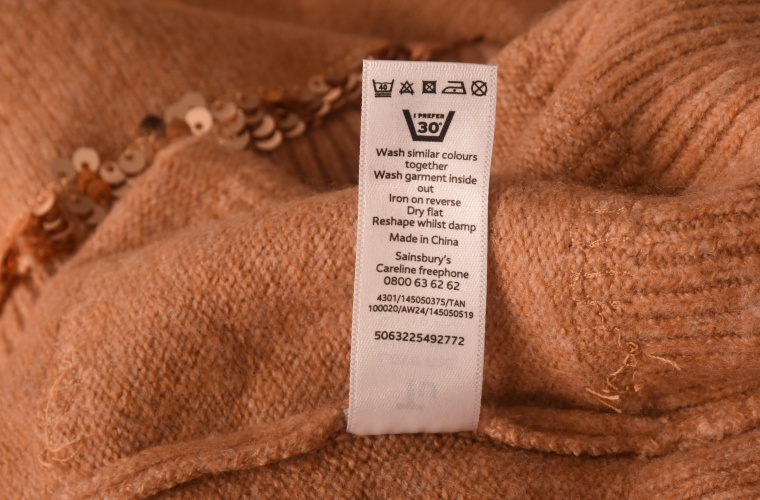 40
I PREFER
30°
Wash similar colours
together
Wash garment inside
out
Iron on reverse
Dry flat
Reshape whilst damp
Made in China
Sainsbury's
Careline freephone
0800 63 62 62
4301/145050375/TAN
100020/AW24/145050519
5063225492772